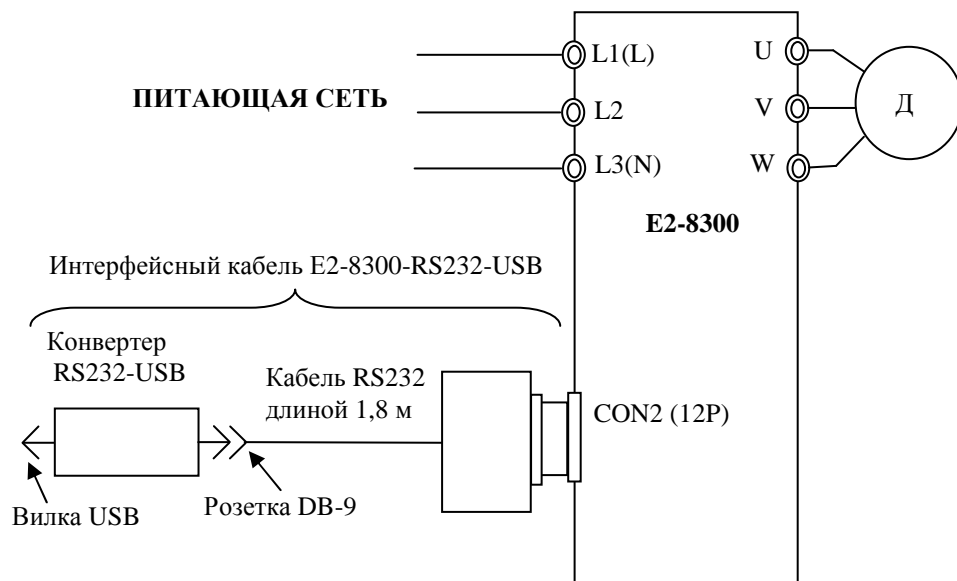 L1(L)
U
ПИТАЮЩАЯ СЕТЬ
L2
V
Д
L3(N)
W
E2-8300
Интерфейсный кабель E2-8300-RS232-USB
Конвертер
RS232-USB
Кабель RS232
длиной 1,8 м
CON2 (12P)
Вилка USB
Розетка DB-9